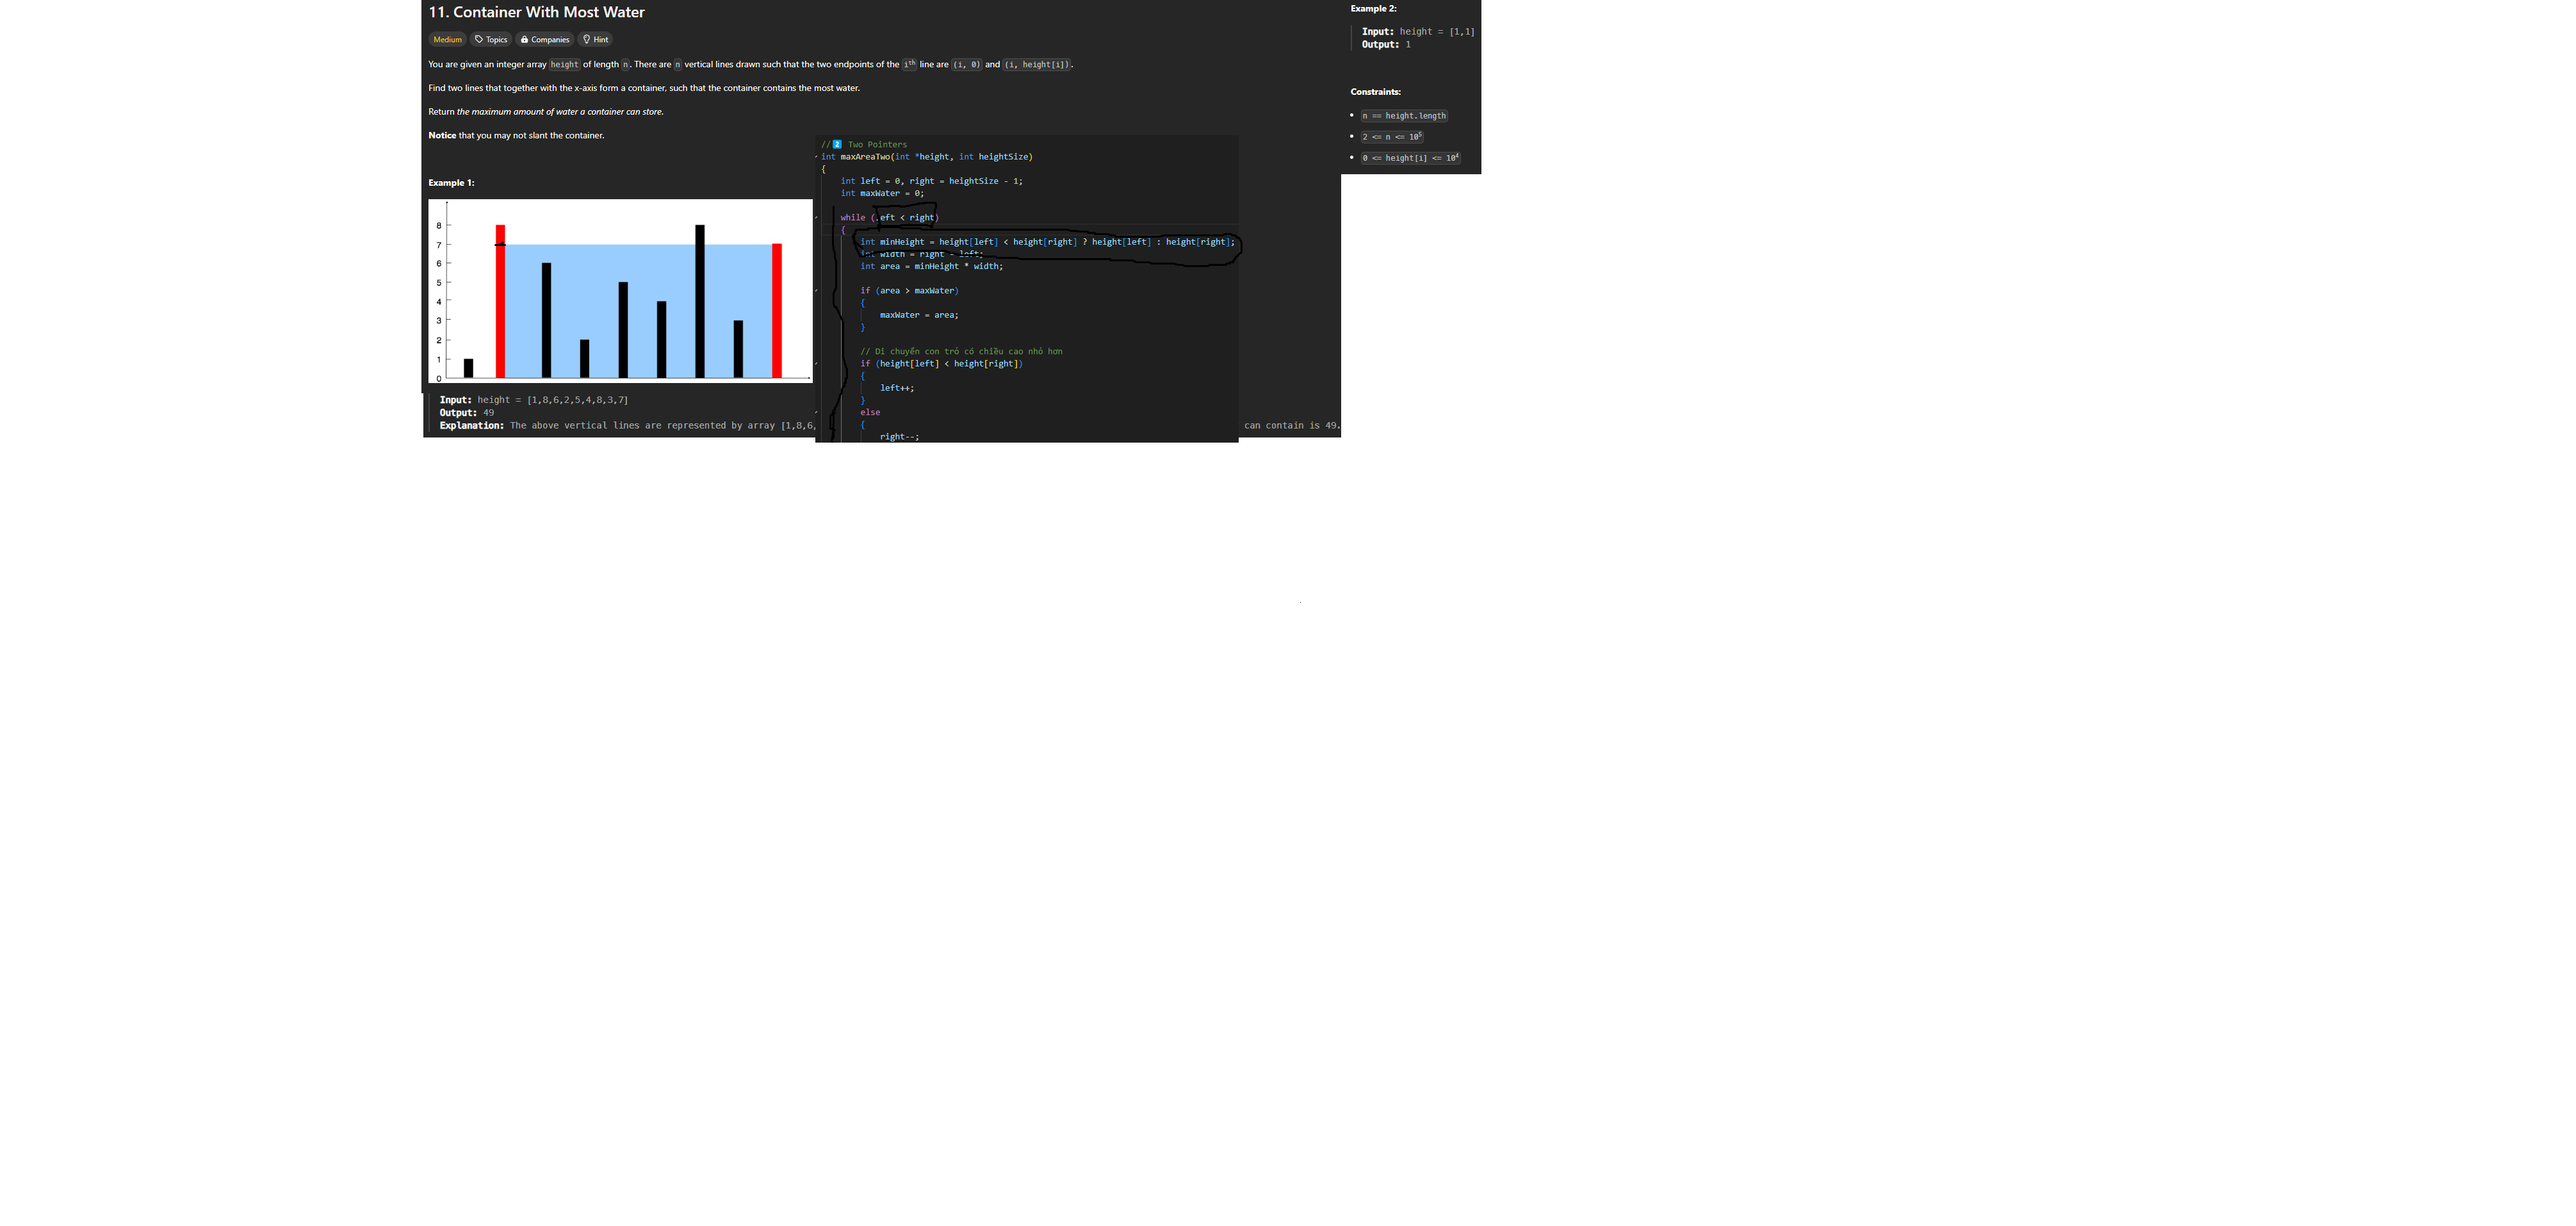 11. Container With Most Water
Medium Topics Companies Hint
You are given an integer array height of length n. There are n vertical lines drawn such that the two endpoints of the ith line are (i, 0) and (i, height[i]).
Find two lines that together with the x-axis form a container, such that the container contains the most water.
Return the maximum amount of water a container can store.
Notice that you may not slant the container.
Example 1:
8
7
6
5
4
3
2
1
0
Input: height = [1,8,6,2,5,4,8,3,7]
Output: 49
Explanation: The above vertical lines are represented by array [1,8,6,
can contain is 49.
//2 Two Pointers
int maxAreaTwo(int *height, int heightSize)
{
int left = 0, right = heightSize - 1;
int maxWater = 0;
while (left < right)
{
int minHeight = height[left] < height[right] ? height[left] : height[right];
int width = right - left;
int area = minHeight * width;
if (area > maxWater)
{
maxWater = area;
}
// Di chuyển con trỏ có chiều cao nhỏ hơn
if (height[left] < height[right])
{
left++;
}
else
{
right--;
Example 2:
Input: height = [1,1]
Output: 1
Constraints:
• n == height.length
• 2 <= n <= 10^5
• 0 <= height[i] <= 10^4